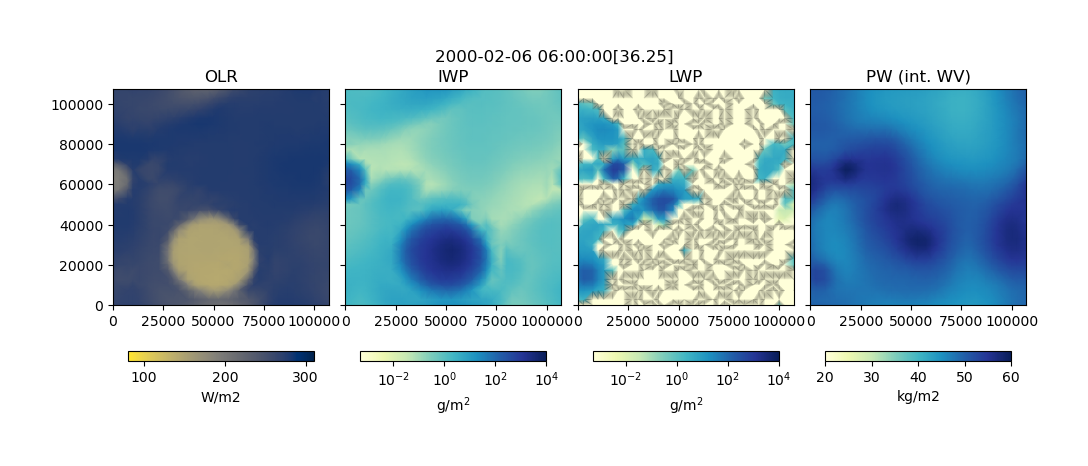 2000-02-06 06:00:00[36.25]
OLR IWP LWP PW (int. WV)
100000
80000
60000
40000
20000
0
0 25000 50000 75000 100000 0 25000 50000 75000 100000 0 25000 50000 75000 100000 0 25000 50000 75000 100000
100 200 300 10⁻² 10⁰ 10² 10⁴ 10⁻² 10⁰ 10² 10⁴ 20 30 40 50 60
W/m2 g/m² g/m² kg/m2